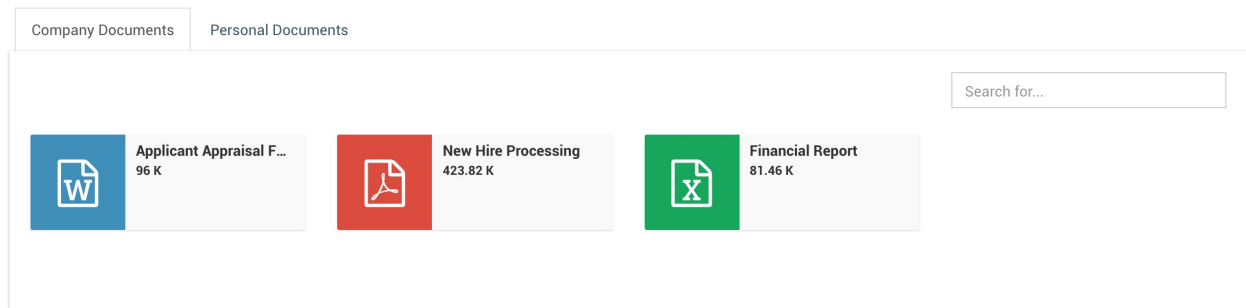 Company Documents
Personal Documents
Search for...
W
Applicant Appraisal F...
96 K
New Hire Processing
423.82 K
X
Financial Report
81.46 K